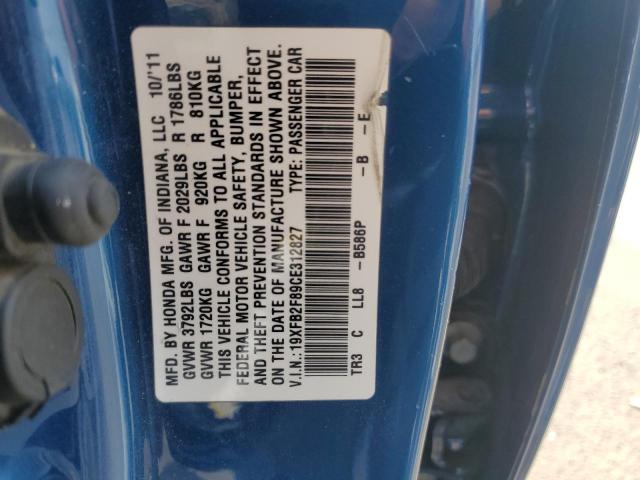 MFD. BY HONDA MFG. OF INDIANA, LLC 10/'11
GVWR 3792LBS GAWR F 2029LBS R 1786LBS
GVWR 1720KG GAWR F 920KG R 810KG
THIS VEHICLE CONFORMS TO ALL APPLICABLE
FEDERAL MOTOR VEHICLE SAFETY, BUMPER,
AND THEFT PREVENTION STANDARDS IN EFFECT
ON THE DATE OF MANUFACTURE SHOWN ABOVE.
V.I.N.:19XFB2F89CE312827 TYPE: PASSENGER CAR
TR3 C LL8 - B586P - B - E